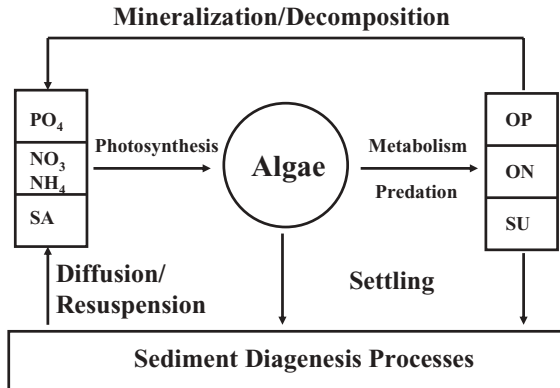 Mineralization/Decomposition
PO4
NO3
NH4
SA
Photosynthesis
Algae
Metabolism
Predation
OP
ON
SU
Diffusion/
Resuspension
Settling
Sediment Diagenesis Processes